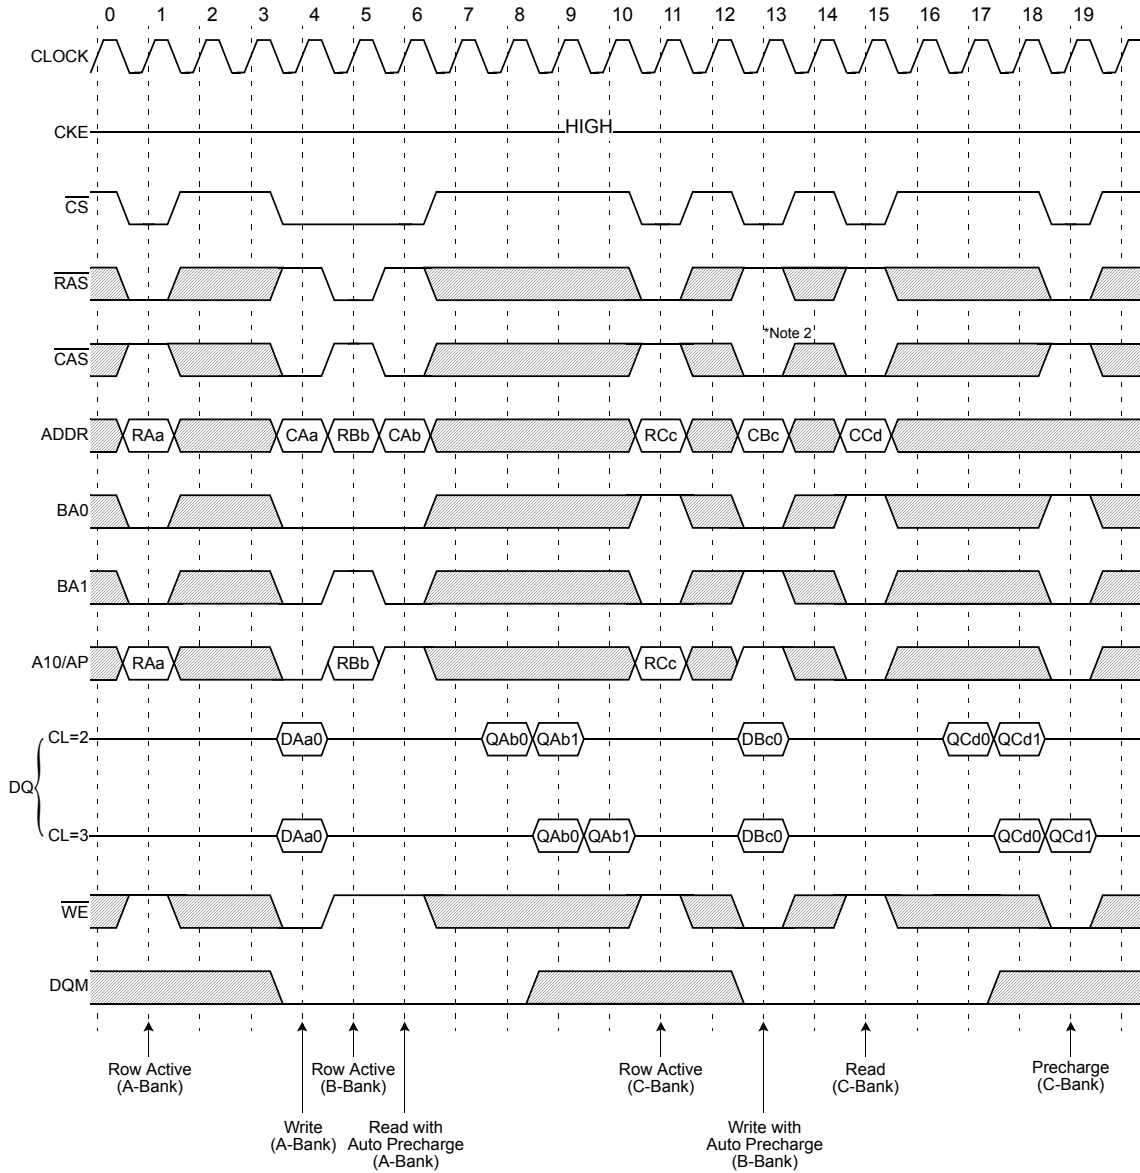 0 1 2 3 4 5 6 7 8 9 10 11 12 13 14 15 16 17 18 19
CLOCK
CKE HIGH
CS
RAS
*Note 2
CAS
ADDR RAa CAa RBb CAb RCc CBc CCd
BA0
BA1
A10/AP RAa RBb RCc
CL=2 DAa0 QAb0 QAb1 DBc0 QCd0 QCd1
DQ
CL=3 DAa0 QAb0 QAb1 DBc0 QCd0 QCd1
WE
DQM
Row Active
(A-Bank)
Row Active
(B-Bank)
Row Active
(C-Bank)
Read
(C-Bank)
Precharge
(C-Bank)
Write
(A-Bank)
Read with
Auto Precharge
(A-Bank)
Write with
Auto Precharge
(B-Bank)